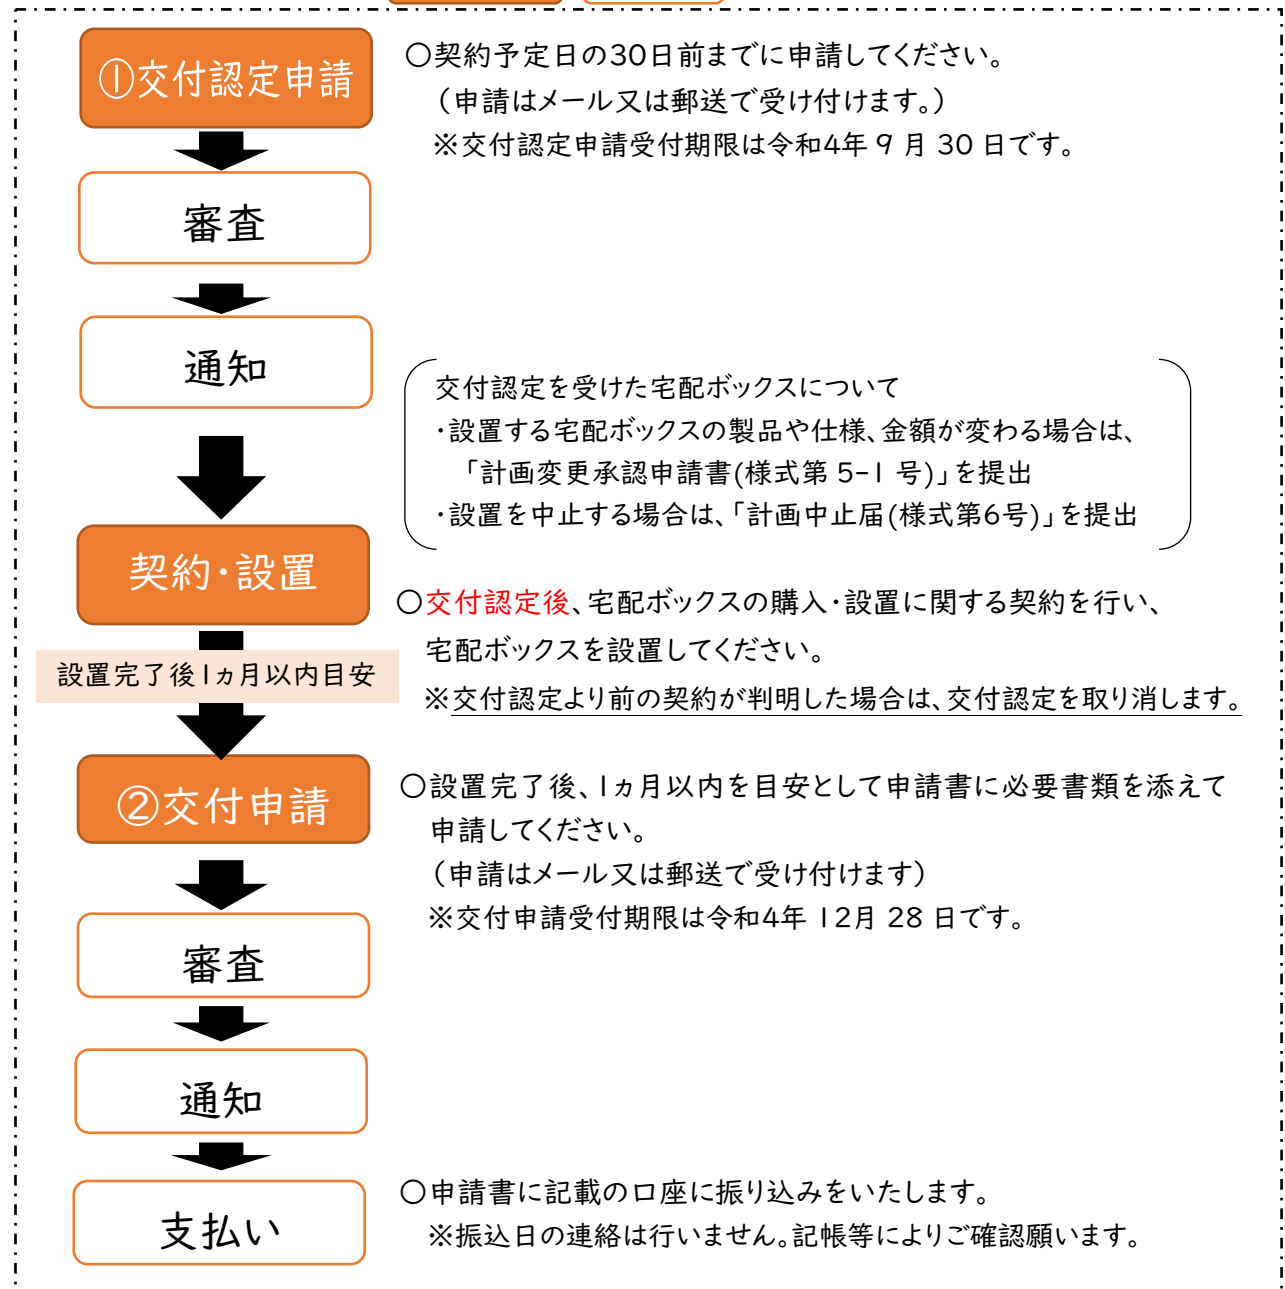 ①交付認定申請
○契約予定日の30日前までに申請してください。
（申請はメール又は郵送で受け付けます。）
※交付認定申請受付期限は令和4年 9 月 30 日です。
審査
通知
交付認定を受けた宅配ボックスについて
・設置する宅配ボックスの製品や仕様、金額が変わる場合は、
「計画変更承認申請書(様式第 5-1 号)」を提出
・設置を中止する場合は、「計画中止届(様式第6号)」を提出
契約・設置
○交付認定後、宅配ボックスの購入・設置に関する契約を行い、
宅配ボックスを設置してください。
※交付認定より前の契約が判明した場合は、交付認定を取り消します。
設置完了後1ヵ月以内目安
②交付申請
○設置完了後、1ヵ月以内を目安として申請書に必要書類を添えて
申請してください。
（申請はメール又は郵送で受け付けます）
※交付申請受付期限は令和4年 12月 28 日です。
審査
通知
支払い
○申請書に記載の口座に振り込みをいたします。
※振込日の連絡は行いません。記帳等によりご確認願います。